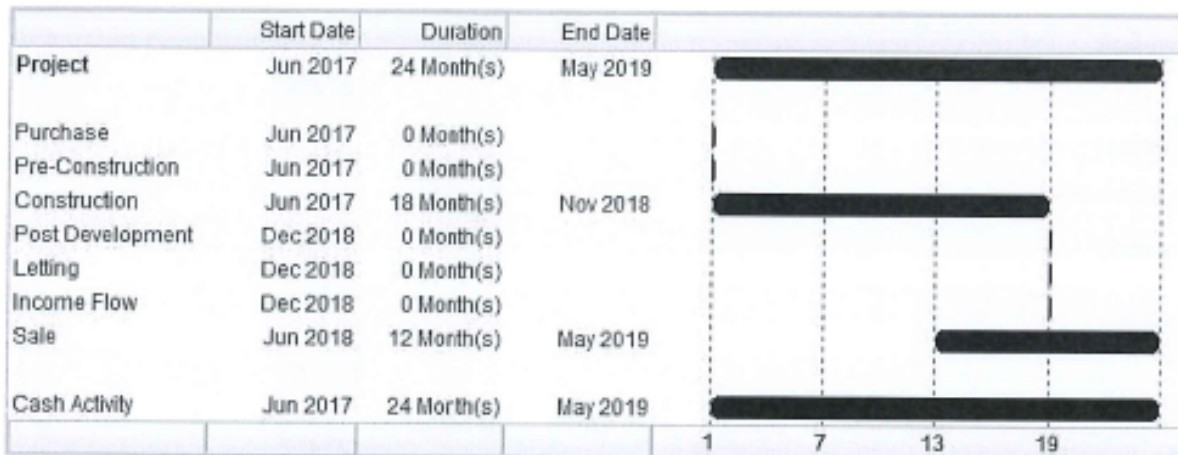 Start Date Duration End Date
Project Jun 2017 24 Month(s) May 2019
Purchase Jun 2017 0 Month(s)
Pre-Construction Jun 2017 0 Month(s)
Construction Jun 2017 18 Month(s) Nov 2018
Post Development Dec 2018 0 Month(s)
Letting Dec 2018 0 Month(s)
Income Flow Dec 2018 0 Month(s)
Sale Jun 2018 12 Month(s) May 2019
Cash Activity Jun 2017 24 Month(s) May 2019
1 7 13 19